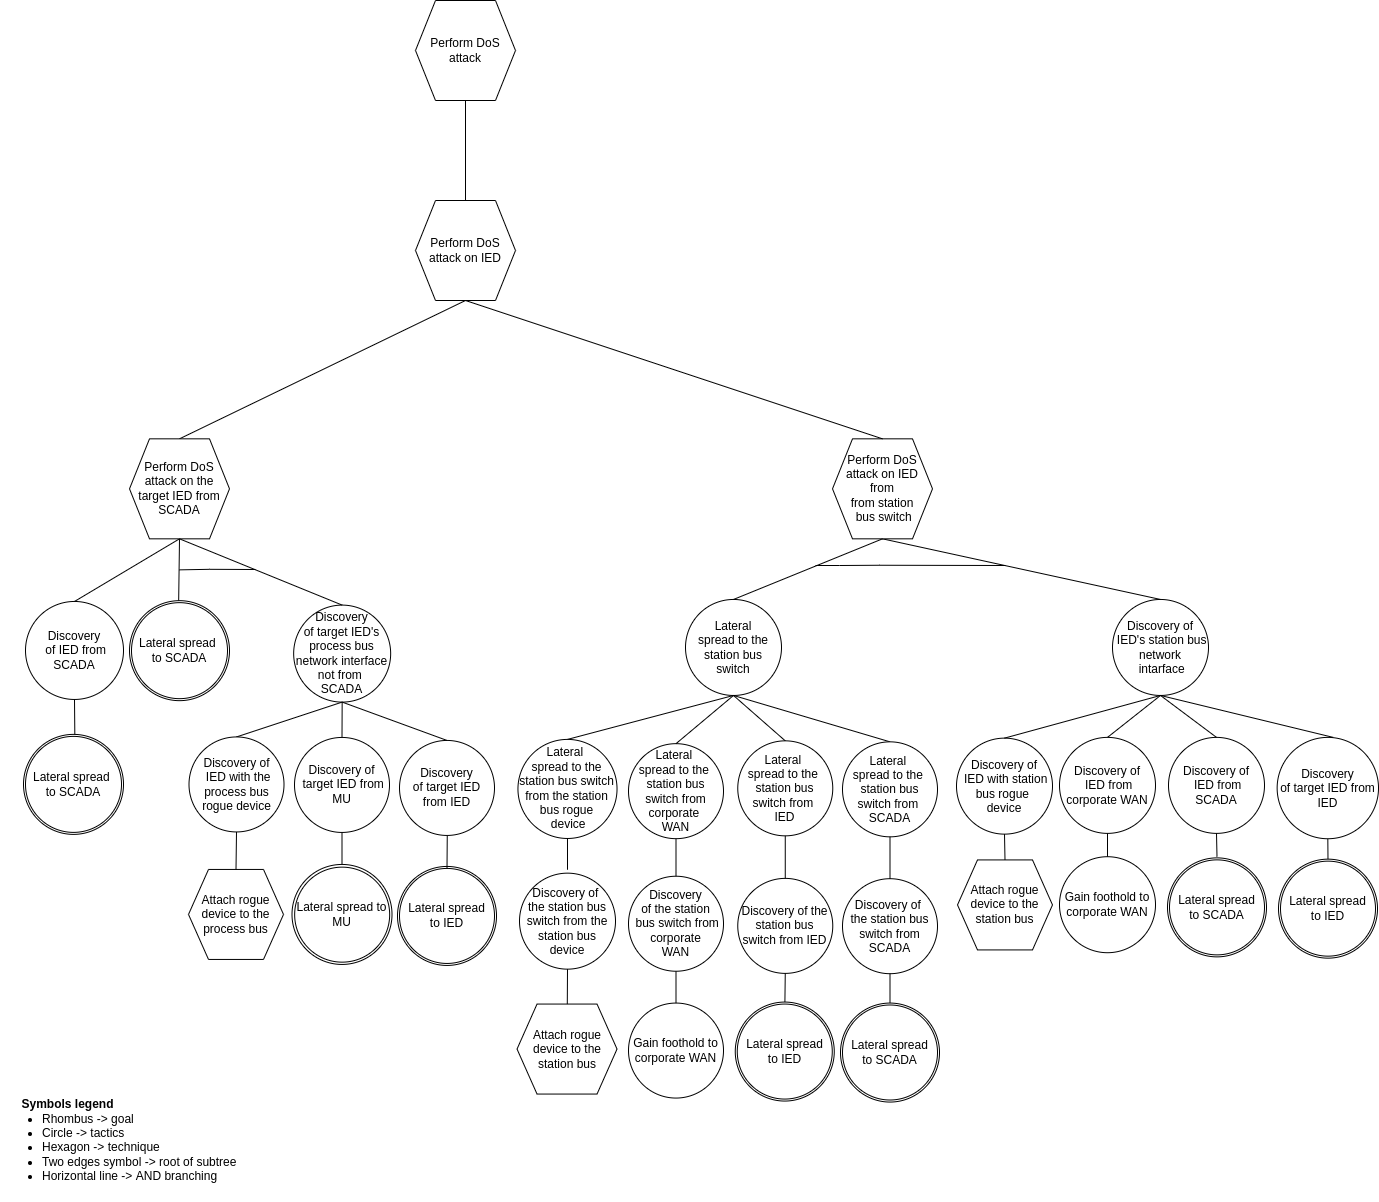 Perform DoS
attack
Perform DoS
attack on IED
Perform DoS
attack on the
target IED from
SCADA
Perform DoS
attack on IED
from
from station
bus switch
Discovery
of IED from
SCADA
Lateral spread
to SCADA
Discovery
of target IED's
process bus
network interface
not from
SCADA
Lateral
spread to the
station bus
switch
Discovery of
IED's station bus
network
intarface
Lateral spread
to SCADA
Discovery of
IED with the
process bus
rogue device
Discovery of
target IED from
MU
Discovery
of target IED
from IED
Lateral
spread to the
station bus switch
from the station
bus rogue
device
Lateral
spread to the
station bus
switch from
corporate
WAN
Lateral
spread to the
station bus
switch from
IED
Lateral
spread to the
station bus
switch from
SCADA
Discovery of
IED with station
bus rogue
device
Discovery of
IED from
corporate WAN
Discovery of
IED from
SCADA
Discovery
of target IED from
IED
Attach rogue
device to the
process bus
Lateral spread to
MU
Lateral spread
to IED
Discovery of
the station bus
switch from the
station bus
device
Discovery
of the station
bus switch from
corporate
WAN
Discovery of the
station bus
switch from IED
Discovery of
the station bus
switch from
SCADA
Attach rogue
device to the
station bus
Gain foothold to
corporate WAN
Lateral spread
to SCADA
Lateral spread
to IED
Attach rogue
device to the
station bus
Gain foothold to
corporate WAN
Lateral spread
to IED
Lateral spread
to SCADA
Symbols legend
• Rhombus -> goal
• Circle -> tactics
• Hexagon -> technique
• Two edges symbol -> root of subtree
• Horizontal line -> AND branching